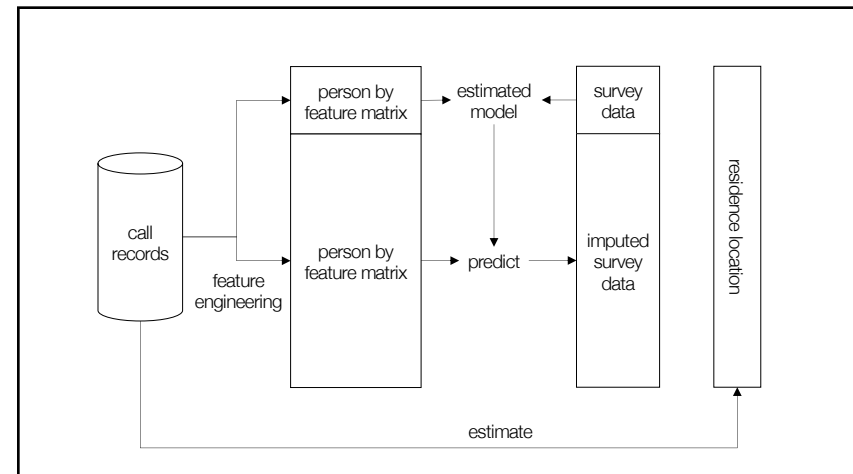 call
records
feature
engineering
person by
feature matrix
person by
feature matrix
estimated
model
predict
survey
data
imputed
survey
data
residence location
estimate